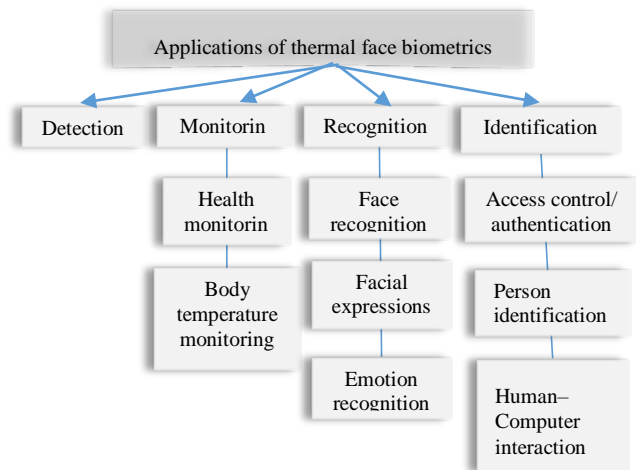 Applications of thermal face biometrics
Detection
Monitorin
Recognition
Identification
Health
monitorin
Face
recognition
Access control/
authentication
Body
temperature
monitoring
Facial
expressions
Person
identification
Emotion
recognition
Human–
Computer
interaction